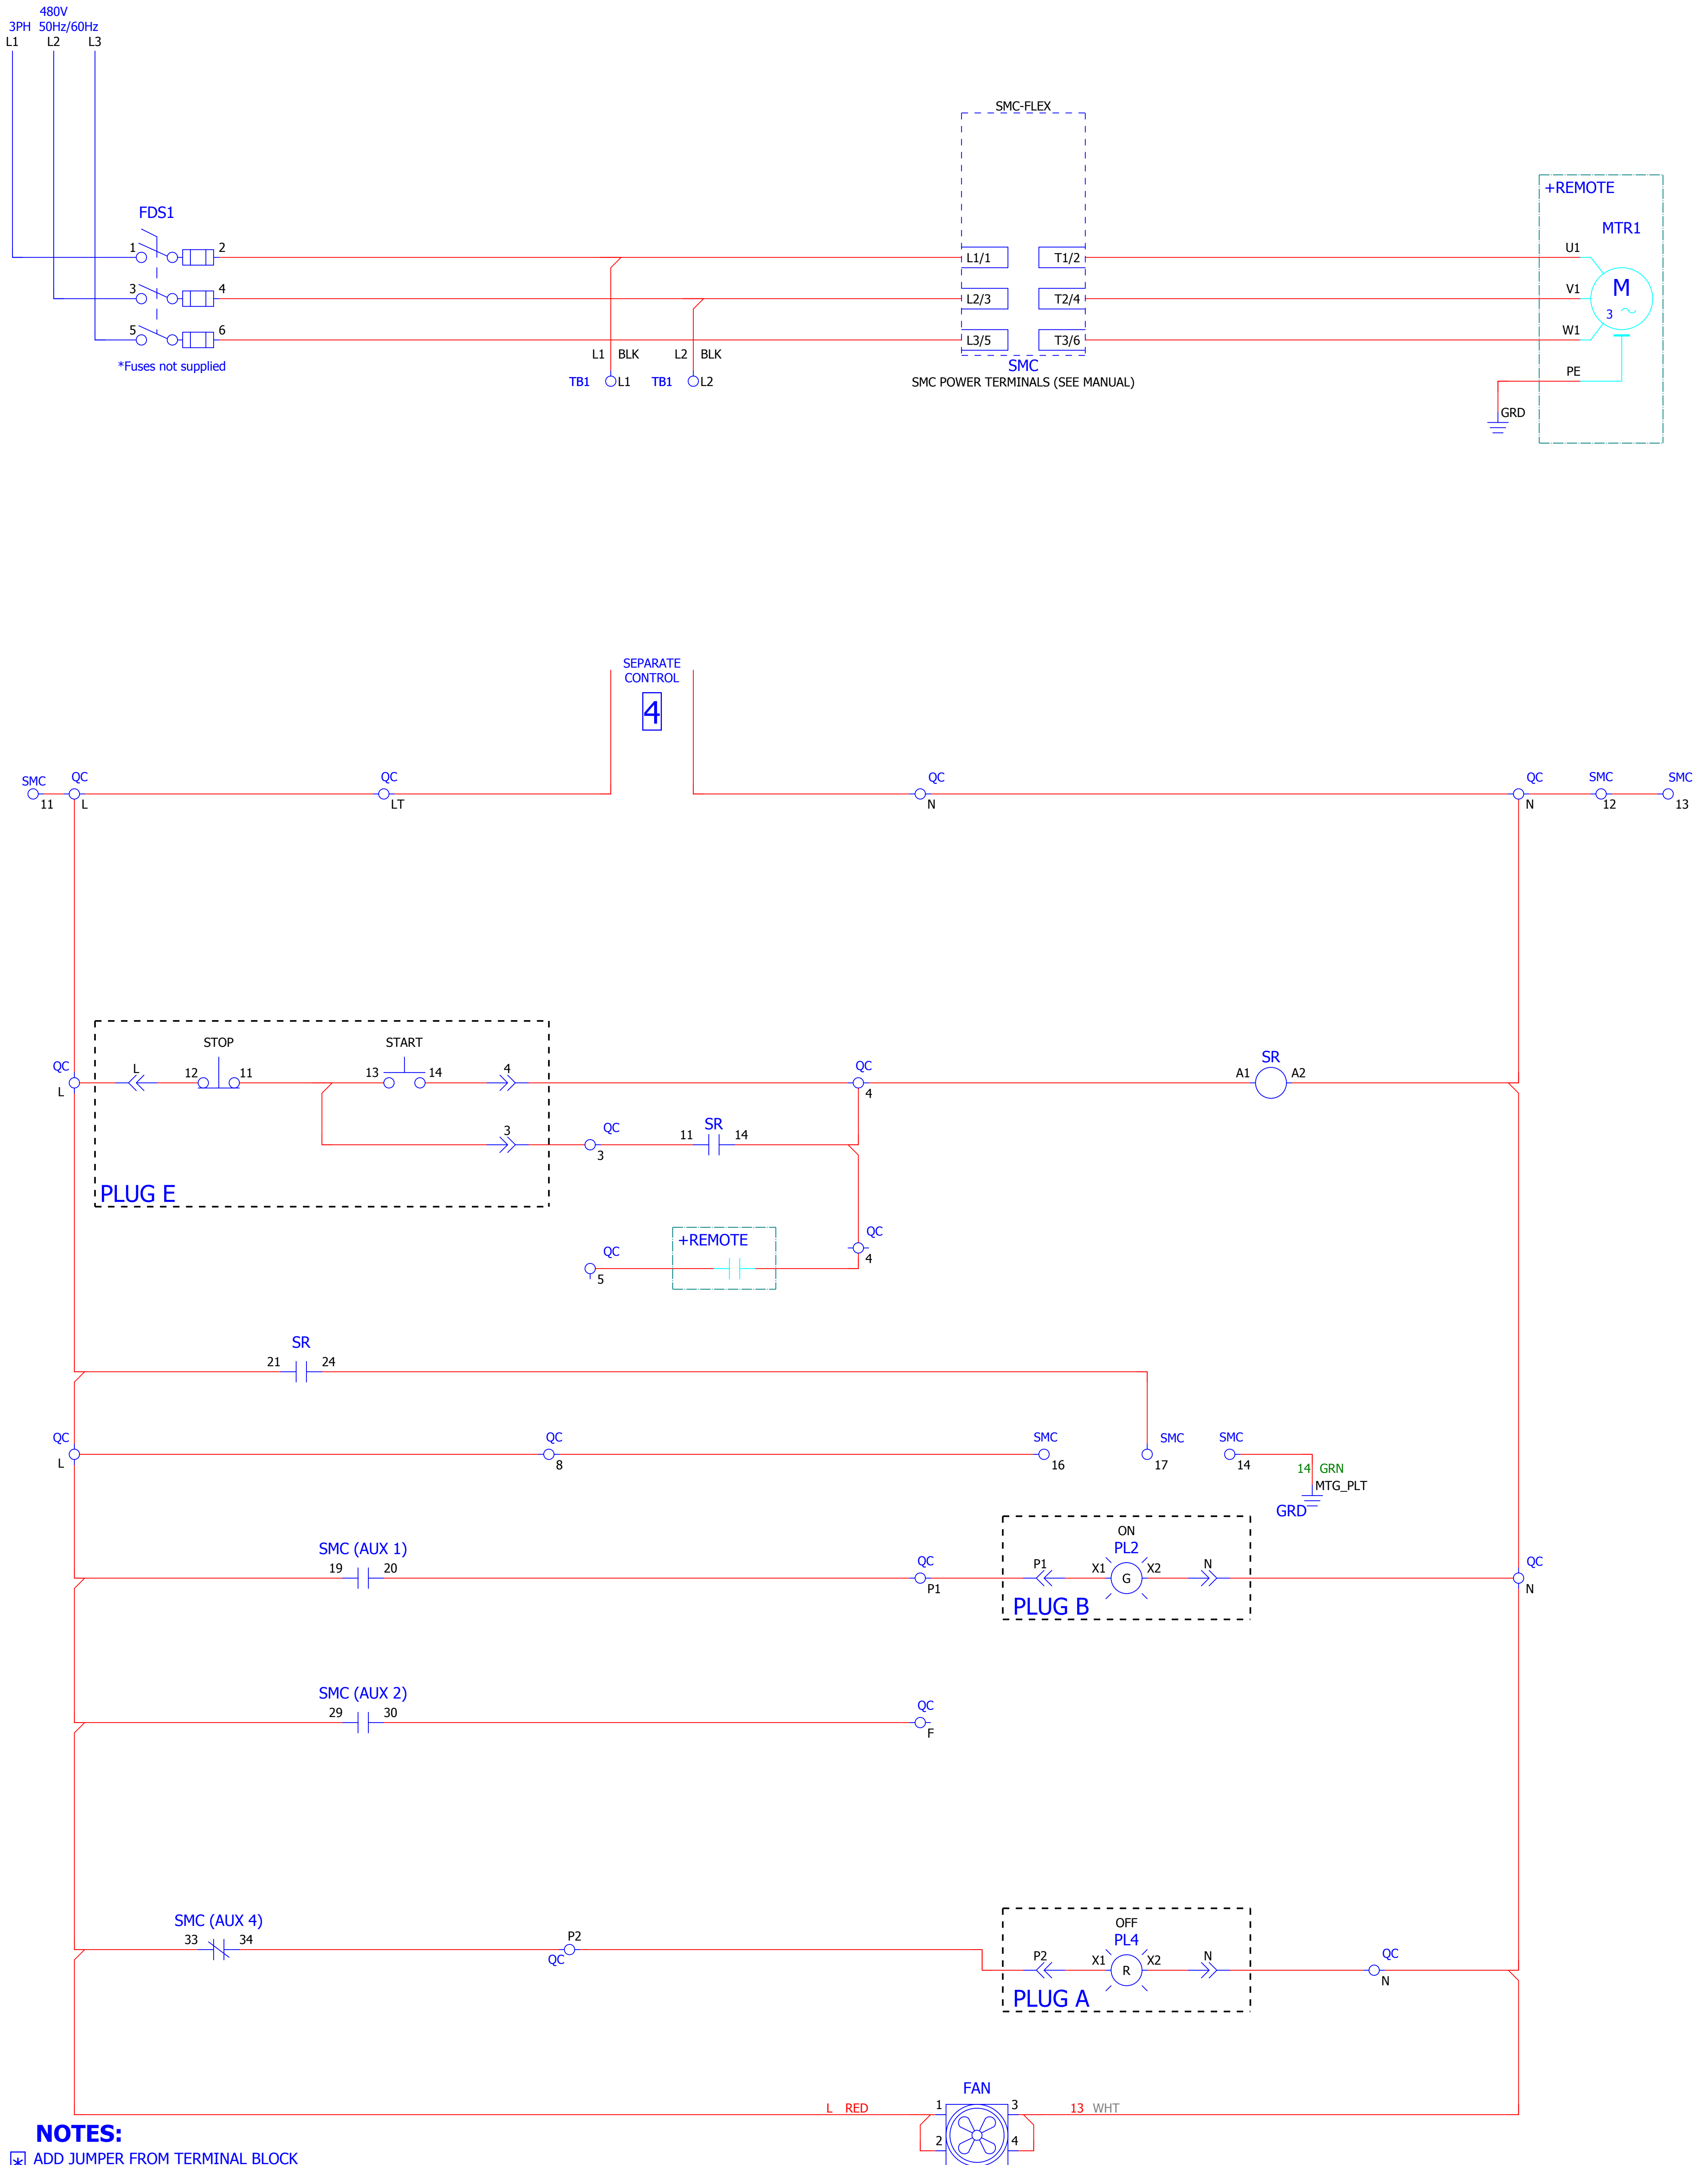 480V
3PH 50Hz/60Hz
L1 L2 L3
SMC-FLEX
+REMOTE
FDS1
MTR1
1 2
L1/1 T1/2
U1
3 4
L2/3 T2/4
V1
M
3
5 6
L3/5 T3/6
W1
*Fuses not supplied
L1 BLK L2 BLK
SMC
TB1 L1 TB1 L2
SMC POWER TERMINALS (SEE MANUAL)
PE
GRD
SEPARATE
CONTROL
4
SMC QC QC QC QC SMC SMC
11 L LT N N 12 13
STOP START
QC L 12 11 13 14 4 QC SR
L 4 A1 A2
3 QC SR
3 11 14
PLUG E
+REMOTE
QC QC
5 4
SR
21 24
QC QC SMC SMC SMC
L 8 16 17 14
14 GRN
MTG_PLT
GRD
SMC (AUX 1)
19 20
QC
P1
ON
PL2
P1 X1 G X2 N
PLUG B
QC
N
SMC (AUX 2)
29 30
QC
F
SMC (AUX 4)
33 34
P2
QC
OFF
PL4
P2 X1 R X2 N
PLUG A
QC
N
FAN
L RED 1 3 13 WHT
2 4
NOTES:
* ADD JUMPER FROM TERMINAL BLOCK